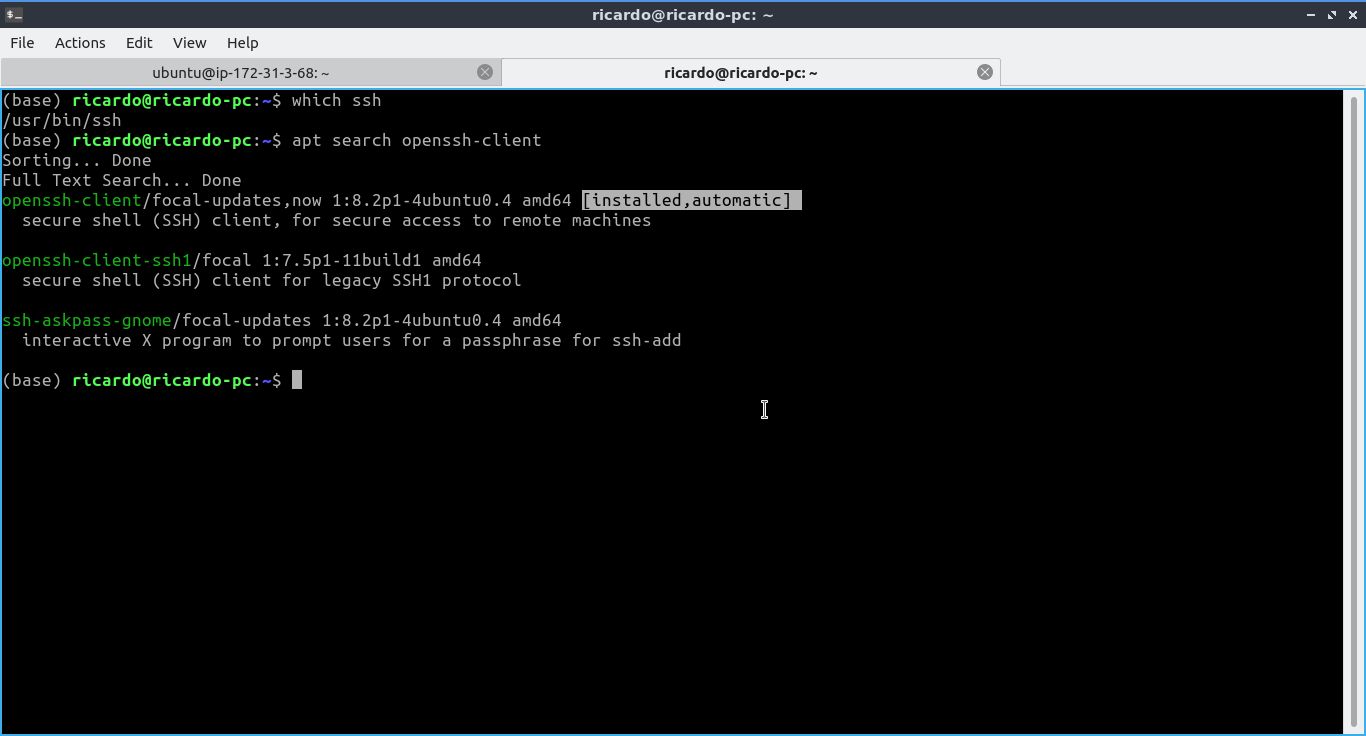 ricardo@ricardo-pc: ~
File Actions Edit View Help
ubuntu@ip-172-31-3-68: ~
ricardo@ricardo-pc: ~
(base) ricardo@ricardo-pc:~$ which ssh
/usr/bin/ssh
(base) ricardo@ricardo-pc:~$ apt search openssh-client
Sorting... Done
Full Text Search... Done
openssh-client/focal-updates,now 1:8.2p1-4ubuntu0.4 amd64 [installed,automatic]
  secure shell (SSH) client, for secure access to remote machines

openssh-client-ssh1/focal 1:7.5p1-11build1 amd64
  secure shell (SSH) client for legacy SSH1 protocol

ssh-askpass-gnome/focal-updates 1:8.2p1-4ubuntu0.4 amd64
  interactive X program to prompt users for a passphrase for ssh-add

(base) ricardo@ricardo-pc:~$